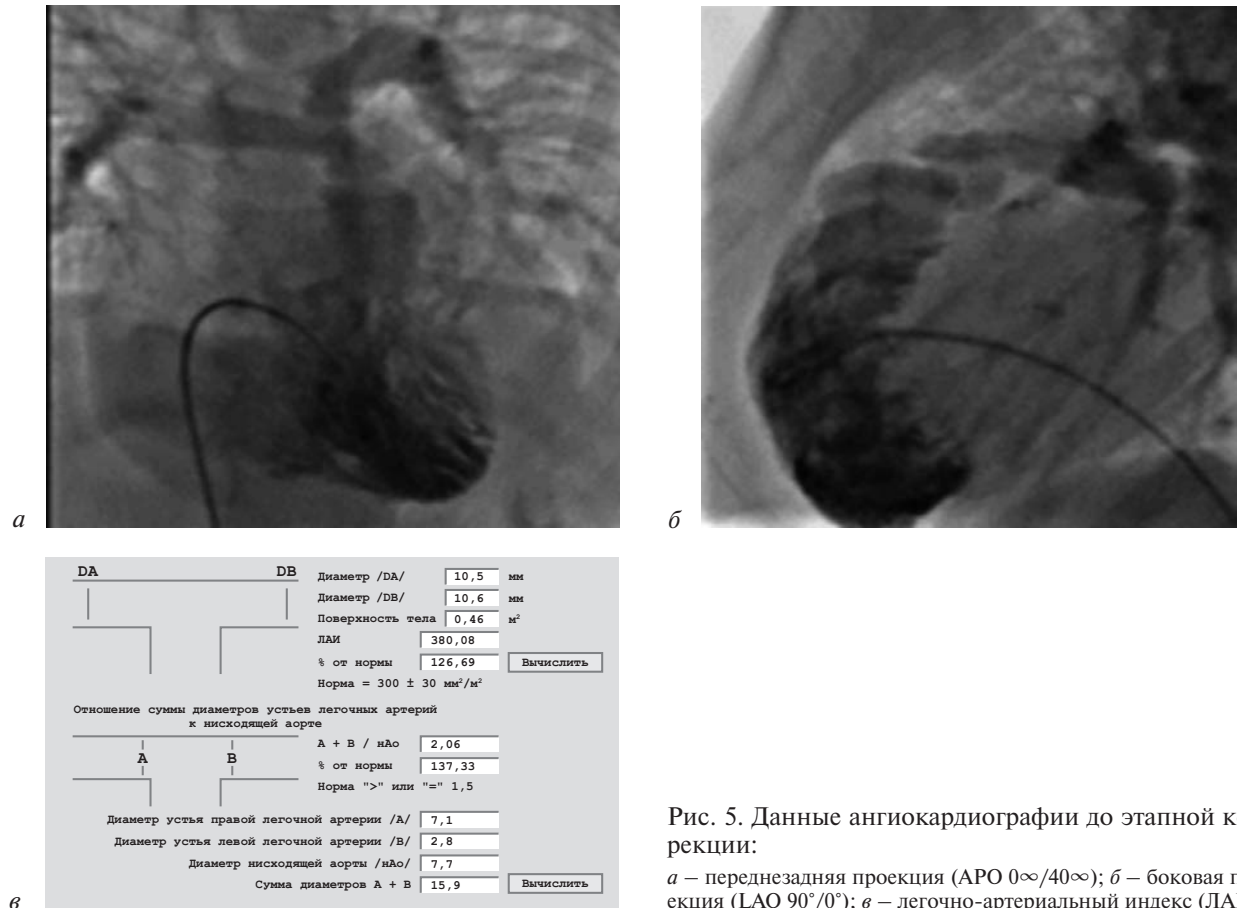 а
б
DA DB
Диаметр /DA/ 10,5 мм
Диаметр /DB/ 10,6 мм
Поверхность тела 0,46 м²
ЛАИ 380,08
% от нормы 126,69 Вычислить
Норма = 300 ± 30 мм²/м²
Отношение суммы диаметров устьев легочных артерий
к нисходящей аорте
A + B / нАо 2,06
A B
% от нормы 137,33
Норма ">" или "=" 1,5
Диаметр устья правой легочной артерии /A/ 7,1
Диаметр устья левой легочной артерии /B/ 2,8
Диаметр нисходящей аорты /нАо/ 7,7
Сумма диаметров A + B 15,9 Вычислить
в
Рис. 5. Данные ангиокардиографии до этапной к
рекции:
а – переднезадняя проекция (APO 0∞/40∞); б – боковая п
екция (LAO 90°/0°); в – легочно-артериальный индекс (ЛА